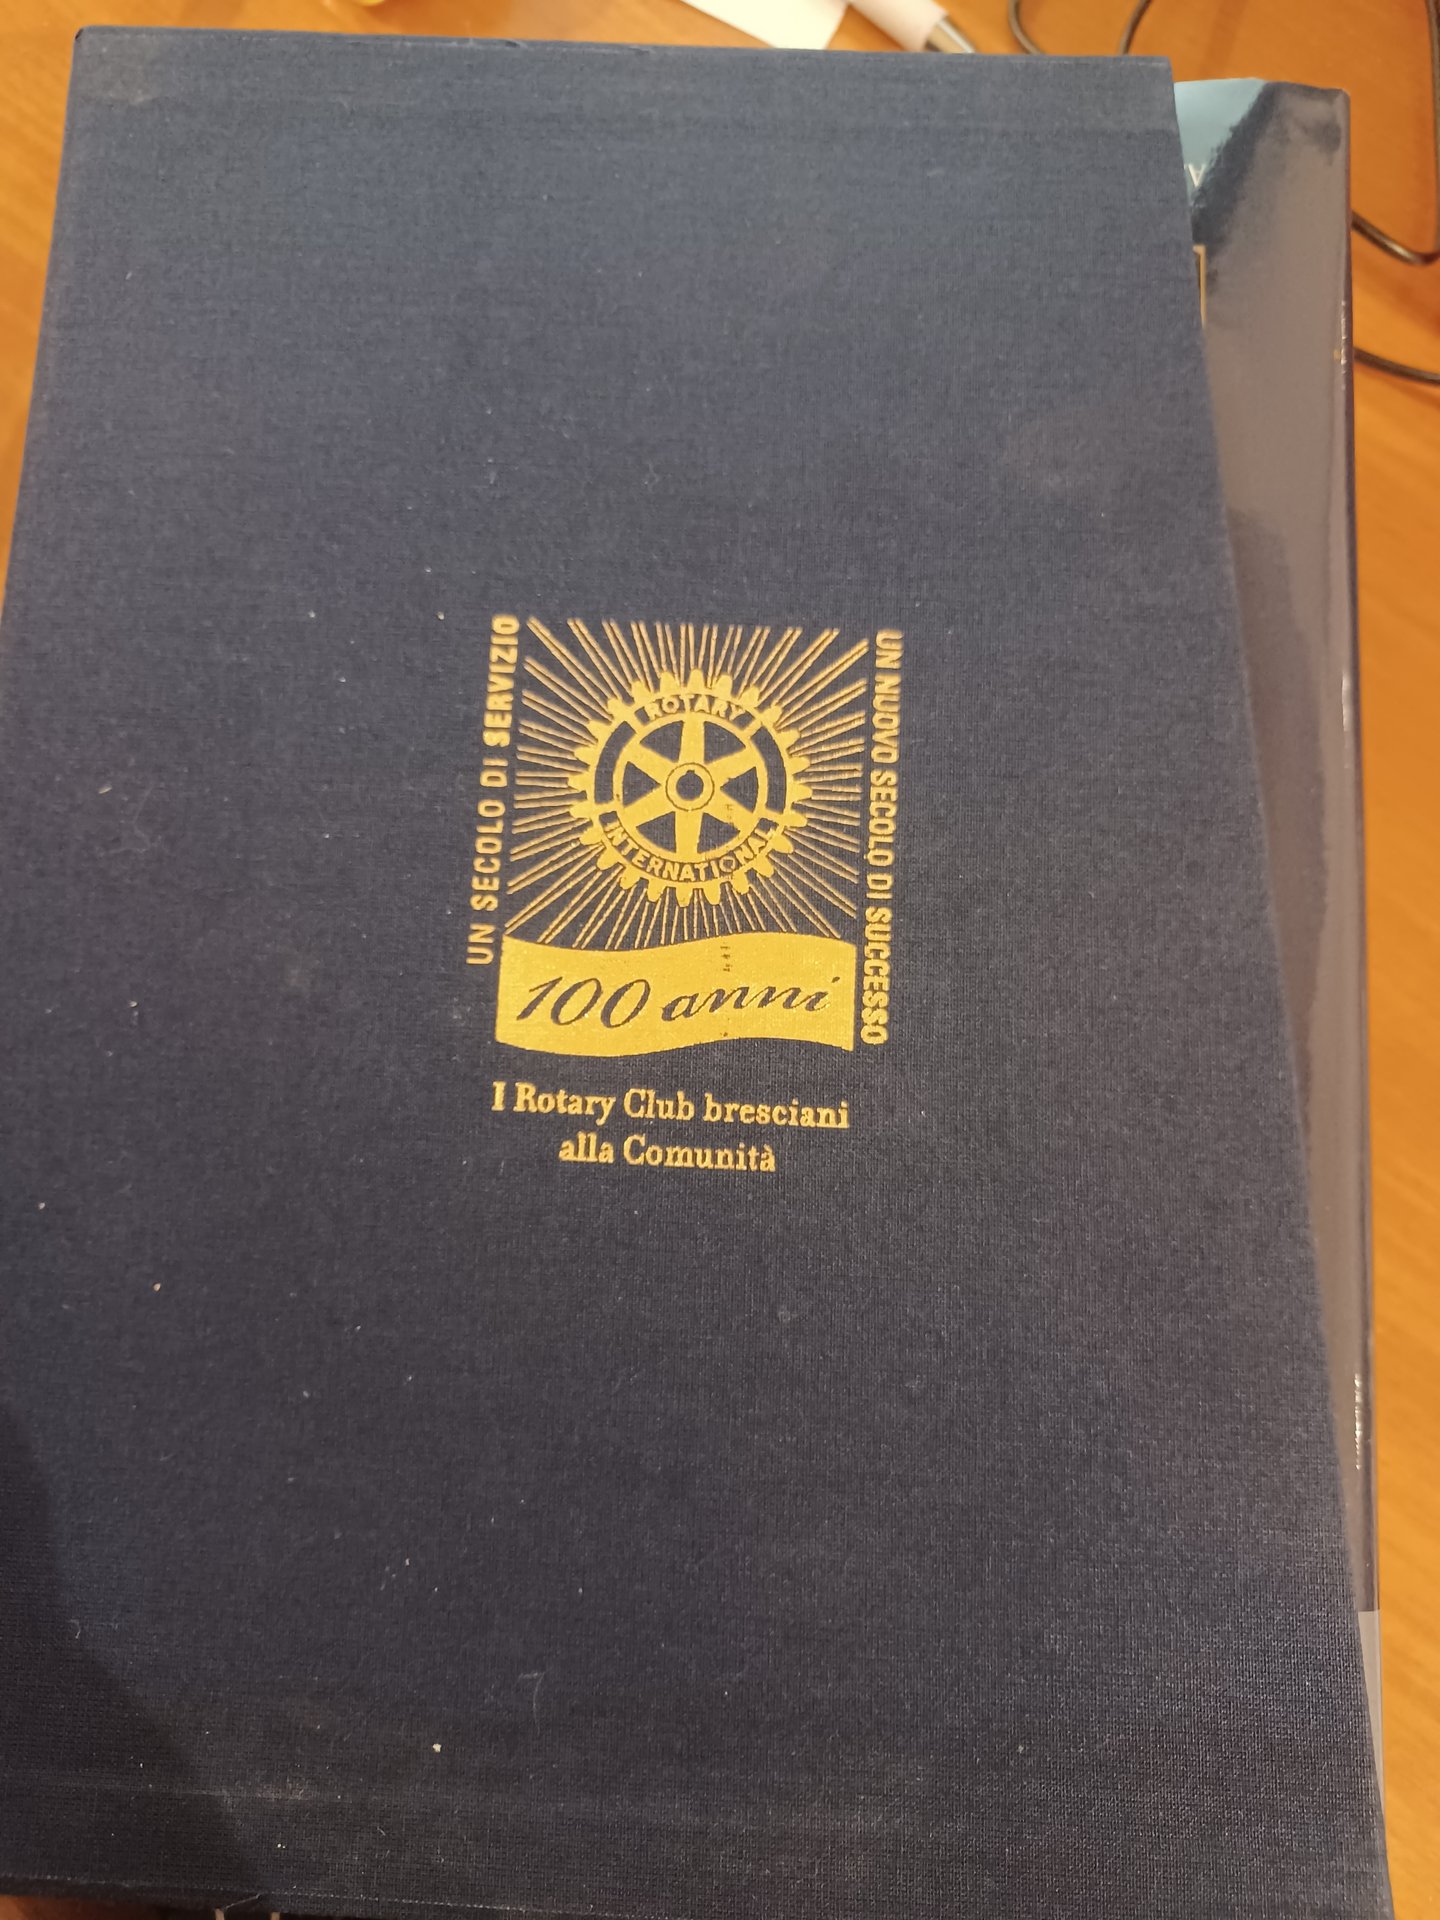 UN SECOLO DI SERVIZIO
UN NUOVO SECOLO DI SUCCESSO
ROTARY
INTERNATIONAL
100 anni
I Rotary Club bresciani
alla Comunità